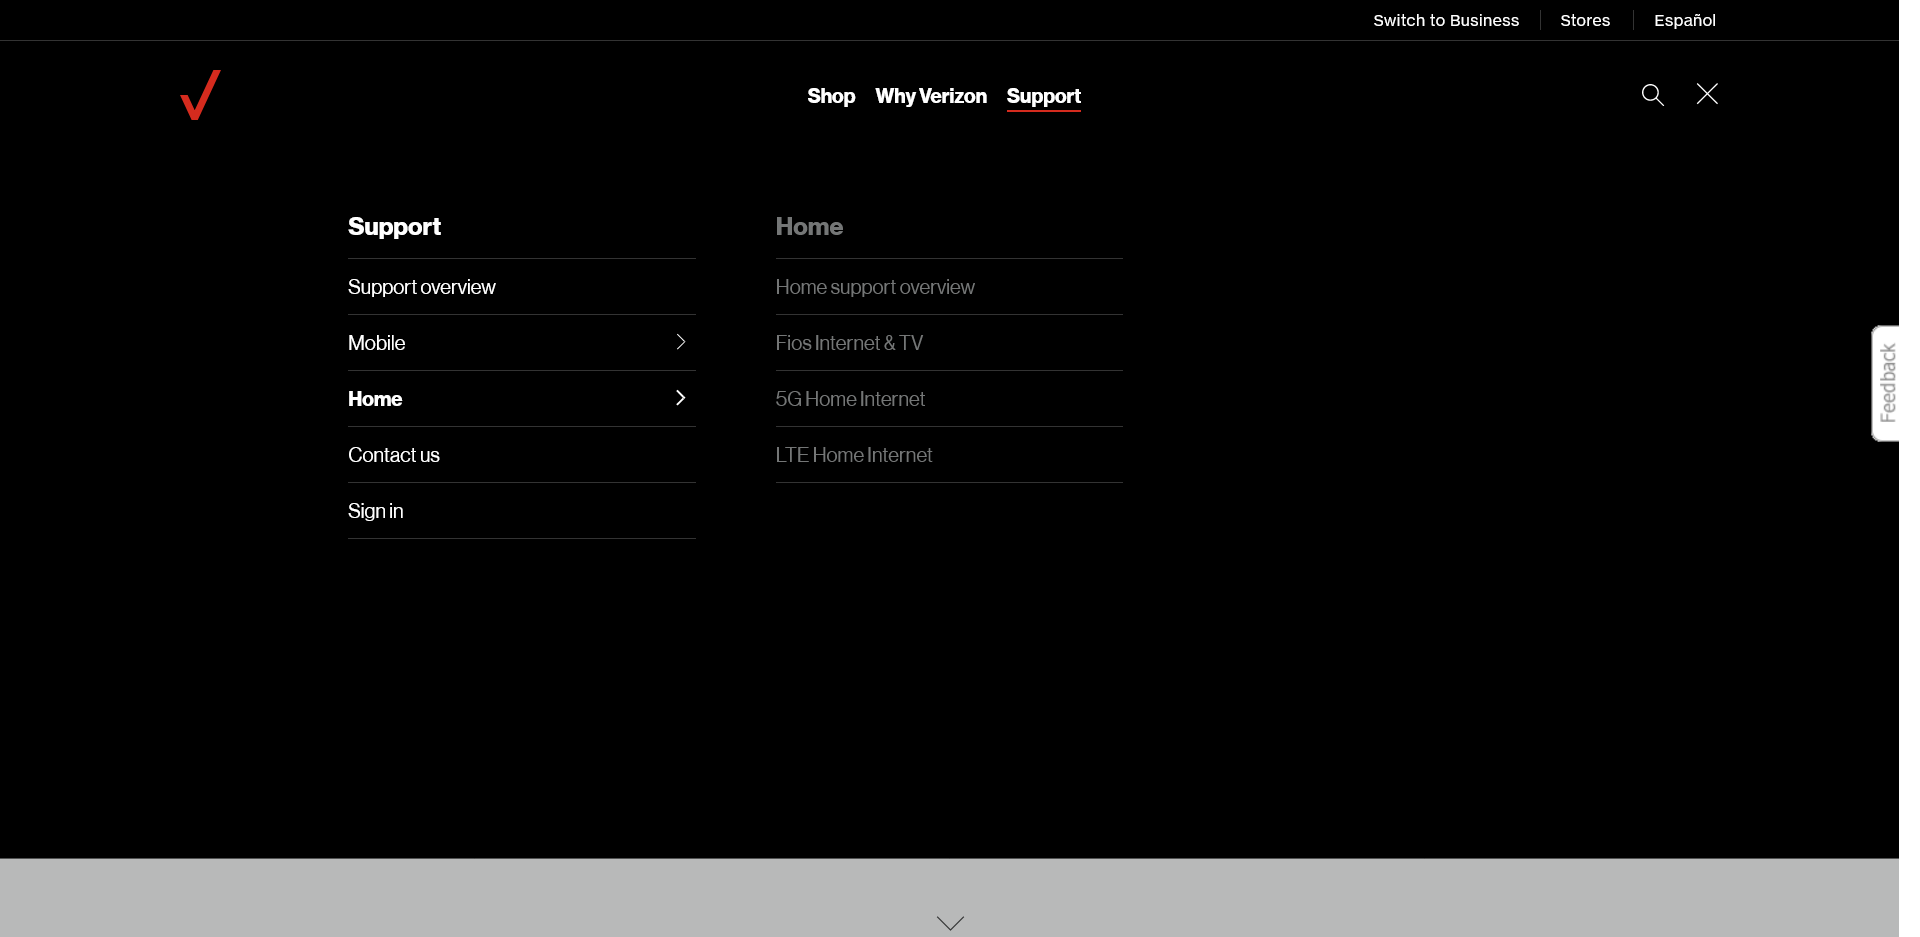 Switch to Business
Stores
Español
Shop
Why Verizon
Support
Support
Support overview
Mobile
Home
Contact us
Sign in
Home
Home support overview
Fios Internet & TV
5G Home Internet
LTE Home Internet
Feedback